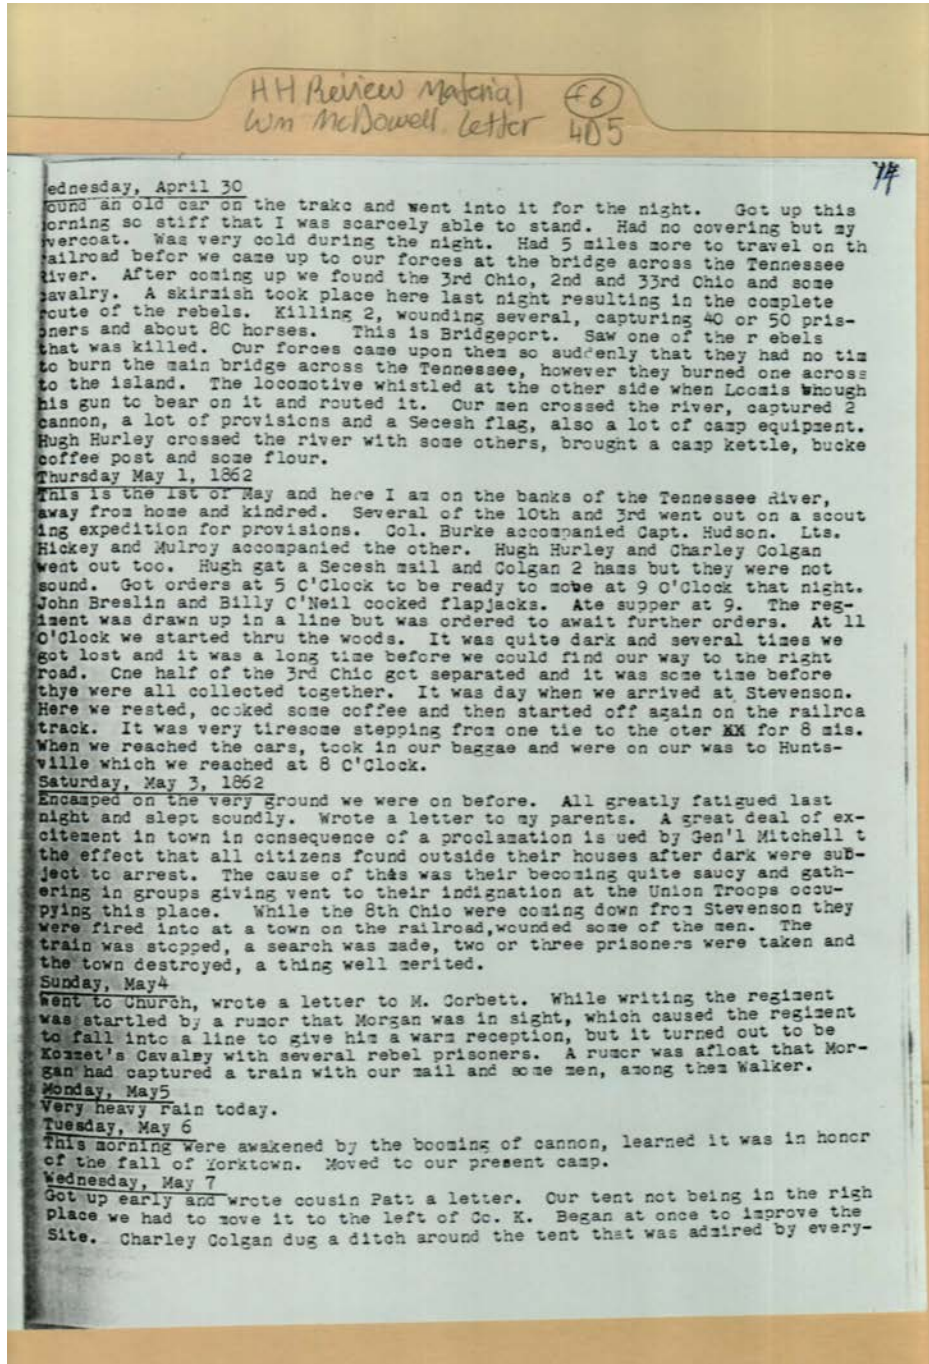 HH Review Material
Wm McDowell Letter
F6
4D5
44
ednesday, April 30
ound an old car on the trakc and went into it for the night. Got up this
orning so stiff that I was scarcely able to stand. Had no covering but my
vercoat. Was very cold during the night. Had 5 miles more to travel on th
ailroad befor we came up to our forces at the bridge across the Tennessee
iver. After coming up we found the 3rd Ohio, 2nd and 33rd Ohio and some
avalry. A skirmish took place here last night resulting in the complete
route of the rebels. Killing 2, wounding several, capturing 40 or 50 pris-
oners and about 80 horses. This is Bridgeport. Saw one of the r ebels
that was killed. Our forces came upon them so suddenly that they had no tim
to burn the main bridge across the Tennessee, however they burned one across
to the island. The locomotive whistled at the other side when Loomis though
his gun to bear on it and routed it. Our men crossed the river, captured 2
cannon, a lot of provisions and a Secesh flag, also a lot of camp equipment.
Hugh Hurley crossed the river with some others, brought a camp kettle, bucke
coffee post and some flour.
Thursday May 1, 1862
This is the 1st of May and here I am on the banks of the Tennessee River,
away from home and kindred. Several of the 10th and 3rd went out on a scout
ing expedition for provisions. Col. Burke accompanied Capt. Hudson. Lts.
Hickey and Mulroy accompanied the other. Hugh Hurley and Charley Colgan
went out too. Hugh gat a Secesh mail and Colgan 2 hams but they were not
sound. Got orders at 5 O'Clock to be ready to mobe at 9 O'Clock that night.
John Breslin and Billy O'Neil cooked flapjacks. Ate supper at 9. The reg-
iment was drawn up in a line but was ordered to await further orders. At 11
O'Clock we started thru the woods. It was quite dark and several times we
got lost and it was a long time before we could find our way to the right
road. One half of the 3rd Ohio got separated and it was some time before
thye were all collected together. It was day when we arrived at Stevenson.
Here we rested, cooked some coffee and then started off again on the railroa
track. It was very tiresome stepping from one tie to the oter XX for 8 mis.
When we reached the cars, took in our baggae and were on our was to Hunts-
ville which we reached at 8 O'Clock.
Saturday, May 3, 1862
Encamped on the very ground we were on before. All greatly fatigued last
night and slept soundly. Wrote a letter to my parents. A great deal of ex-
citement in town in consequence of a proclamation is ued by Gen'l Mitchell t
the effect that all citizens found outside their houses after dark were sub-
ject to arrest. The cause of this was their becoming quite saucy and gath-
ering in groups giving vent to their indignation at the Union Troops occu-
pying this place. While the 8th Ohio were coming down from Stevenson they
were fired into at a town on the railroad,wounded some of the men. The
train was stopped, a search was made, two or three prisoners were taken and
the town destroyed, a thing well merited.
Sunday, May4
Went to Church, wrote a letter to M. Corbett. While writing the regiment
was startled by a rumor that Morgan was in sight, which caused the regiment
to fall into a line to give him a warm reception, but it turned out to be
Kommet's Cavalry with several rebel prisoners. A rumor was afloat that Mor-
gan had captured a train with our mail and some men, among them Walker.
Monday, May5
Very heavy rain today.
Tuesday, May 6
This morning were awakened by the booming of cannon, learned it was in honor
of the fall of Yorktown. Moved to our present camp.
Wednesday, May 7
Got up early and wrote cousin Patt a letter. Our tent not being in the righ
place we had to move it to the left of Co. K. Began at once to improve the
Site. Charley Colgan dug a ditch around the tent that was admired by every-